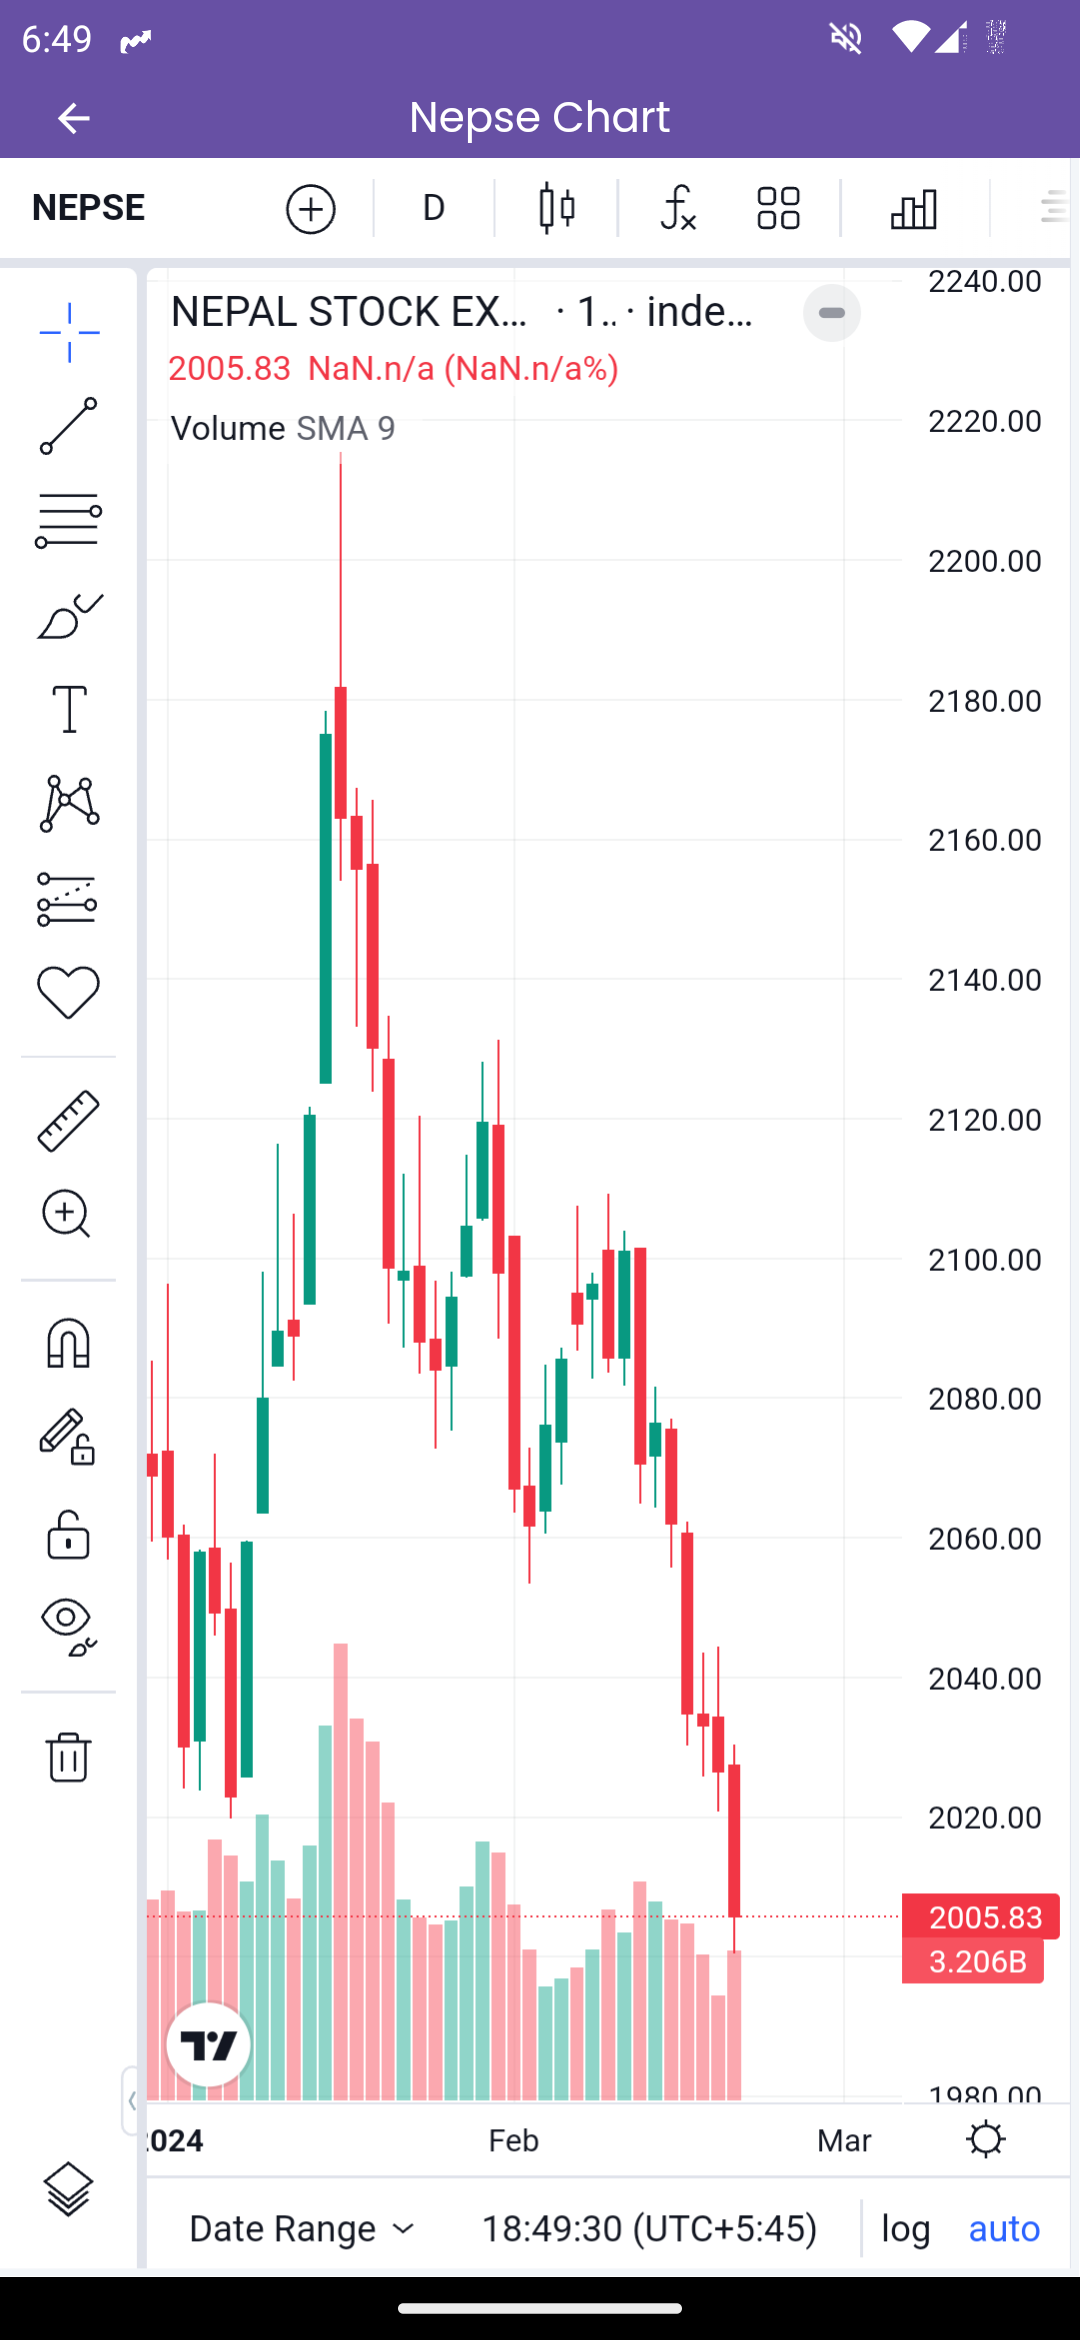 6:49
Nepse Chart
NEPSE
D
NEPAL STOCK EX... · 1.. · inde...
2005.83 NaN.n/a (NaN.n/a%)
Volume SMA 9
2240.00
2220.00
2200.00
2180.00
2160.00
2140.00
2120.00
2100.00
2080.00
2060.00
2040.00
2020.00
2005.83
3.206B
1980.00
2024
Feb
Mar
Date Range
18:49:30 (UTC+5:45)
log
auto